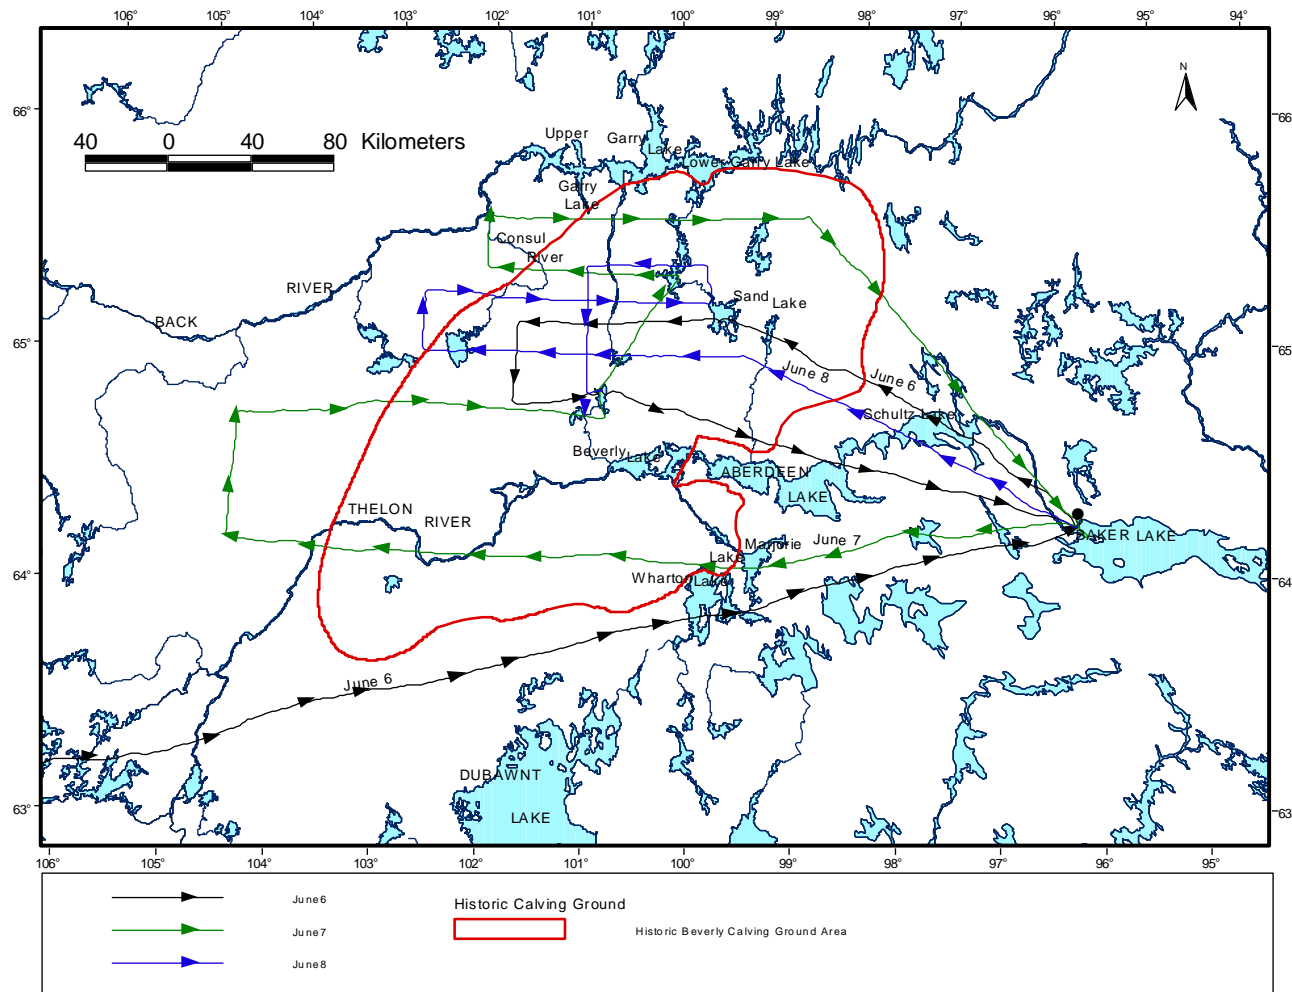 106° 105° 104° 103° 102° 101° 100° 99° 98° 97° 96° 95° 94°
N
66° 66
40 0 40 80 Kilometers
Upper Garry
Lake
Lower Garry Lake
Garry
Lake
Consul
River
RIVER
Sand Lake
BACK
65° 65
June 8 June 6
Schultz Lake
Beverly Lake
ABERDEEN
LAKE
THELON
RIVER
BAKER LAKE
Marjorie June 7
Lake
64° 64
Wharton Lake
June 6
DUBAWNT
LAKE
63° 63
106° 105° 104° 103° 102° 101° 100° 99° 98° 97° 96° 95°
June6
June7
June8
Historic Calving Ground
Historic Beverly Calving Ground Area